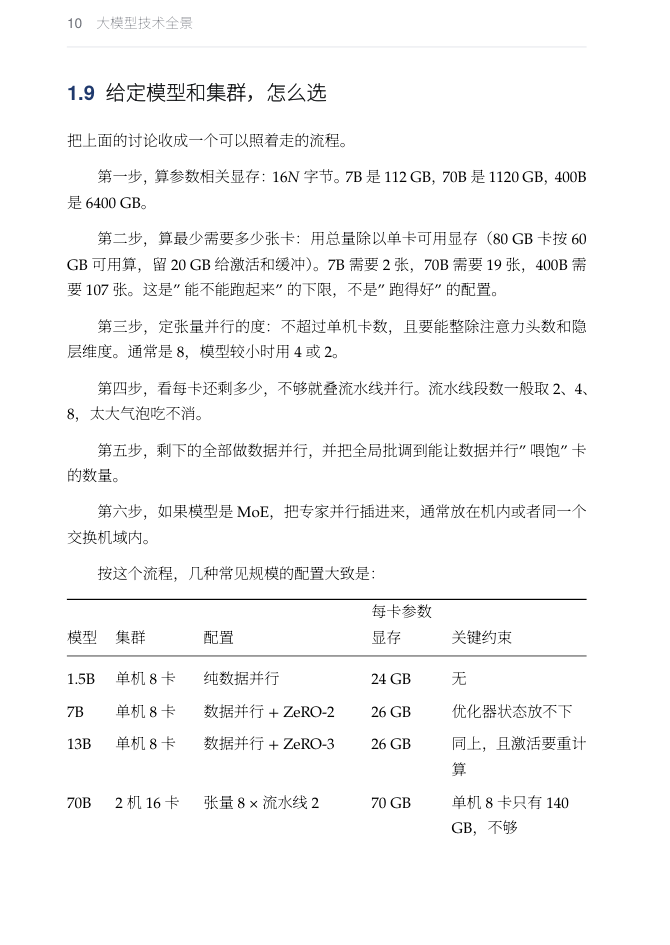 10 大模型技术全景
1.9 给定模型和集群，怎么选
把上面的讨论收成一个可以照着走的流程。
第一步，算参数相关显存：16N 字节。7B 是 112 GB，70B 是 1120 GB，400B
是 6400 GB。
第二步，算最少需要多少张卡：用总量除以单卡可用显存（80 GB 卡按 60
GB 可用算，留 20 GB 给激活和缓冲）。7B 需要 2 张，70B 需要 19 张，400B 需
要 107 张。这是"能不能跑起来"的下限，不是"跑得好"的配置。
第三步，定张量并行的度：不超过单机卡数，且要能整除注意力头数和隐
层维度。通常是 8，模型较小时用 4 或 2。
第四步，看每卡还剩多少，不够就叠流水线并行。流水线段数一般取 2、4、
8，太大气泡吃不消。
第五步，剩下的全部做数据并行，并把全局批调到能让数据并行"喂饱"卡
的数量。
第六步，如果模型是 MoE，把专家并行插进来，通常放在机内或者同一个
交换机域内。
按这个流程，几种常见规模的配置大致是：
每卡参数
模型 集群 配置 显存 关键约束
1.5B 单机 8 卡 纯数据并行 24 GB 无
7B 单机 8 卡 数据并行 + ZeRO-2 26 GB 优化器状态放不下
13B 单机 8 卡 数据并行 + ZeRO-3 26 GB 同上，且激活要重计
算
70B 2 机 16 卡 张量 8 × 流水线 2 70 GB 单机 8 卡只有 140
GB，不够